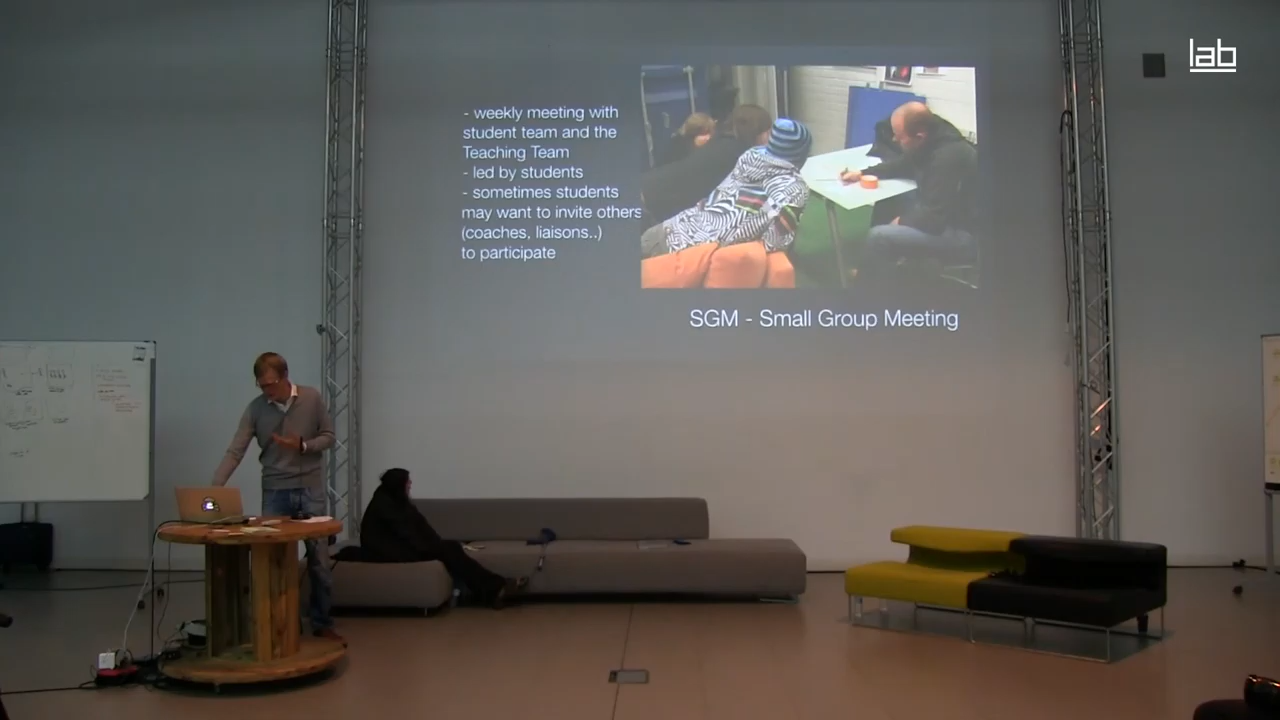 lab
- weekly meeting with
student team and the
Teaching Team
- led by students
- sometimes students
may want to invite others
(coaches, liaisons..)
to participate
SGM - Small Group Meeting